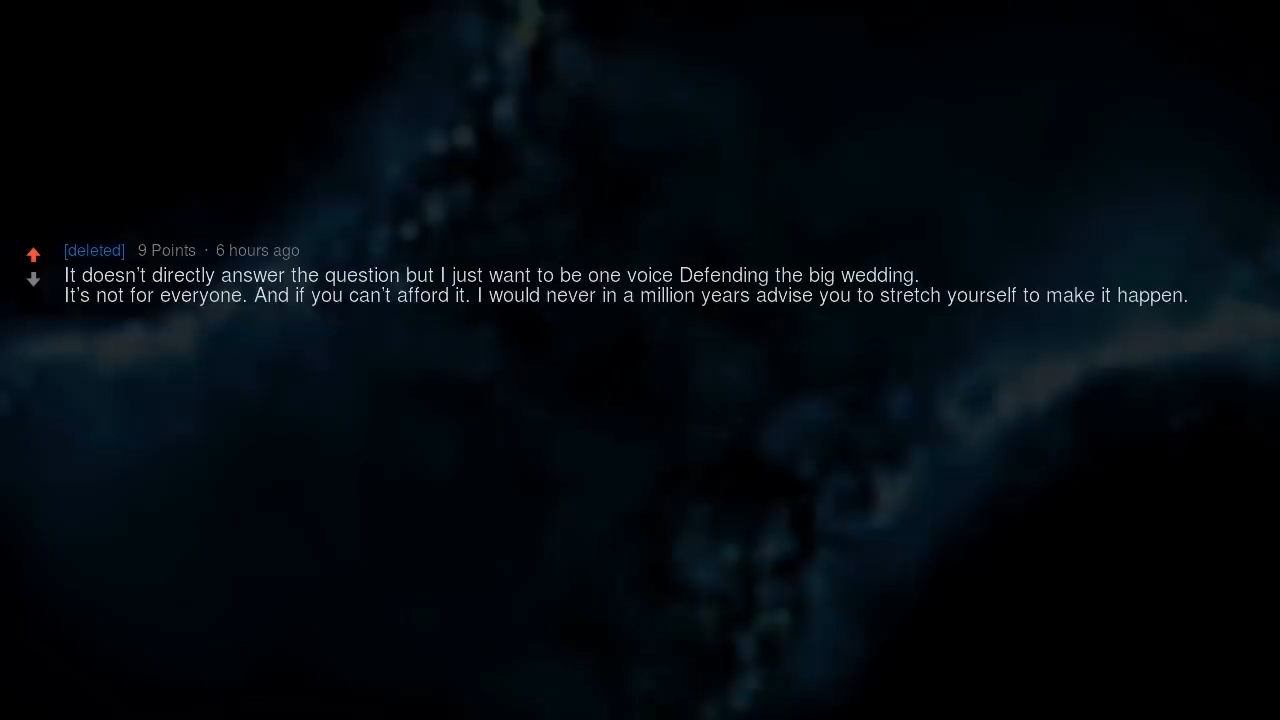 [deleted] 9 Points · 6 hours ago
It doesn't directly answer the question but I just want to be one voice Defending the big wedding.
It's not for everyone. And if you can't afford it. I would never in a million years advise you to stretch yourself to make it happen.